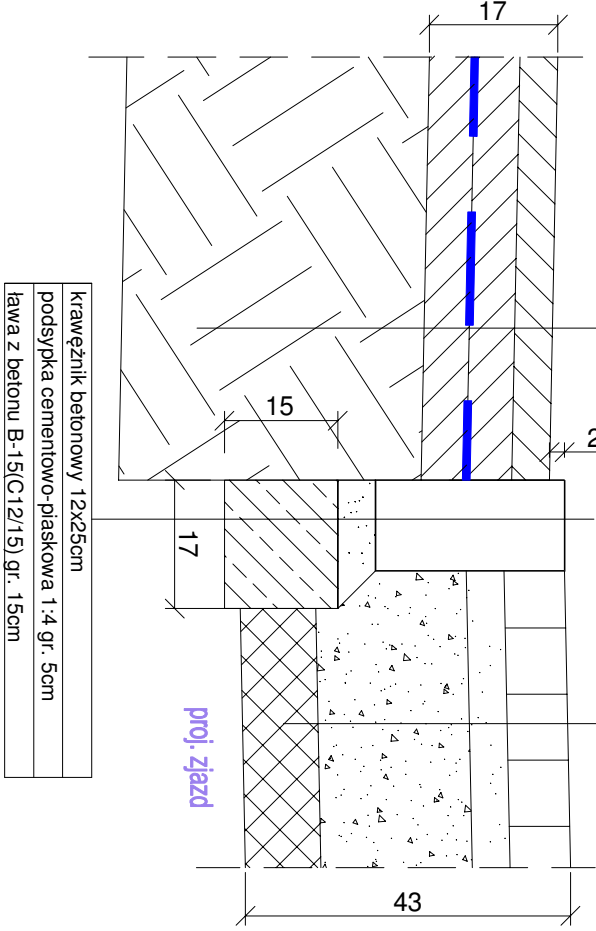 17
2
15
17
krawężnik betonowy 12x25cm
podsypka cementowo-piaskowa 1:4 gr. 5cm
ława z betonu B-15(C12/15) gr. 15cm
proj. zjazd
43